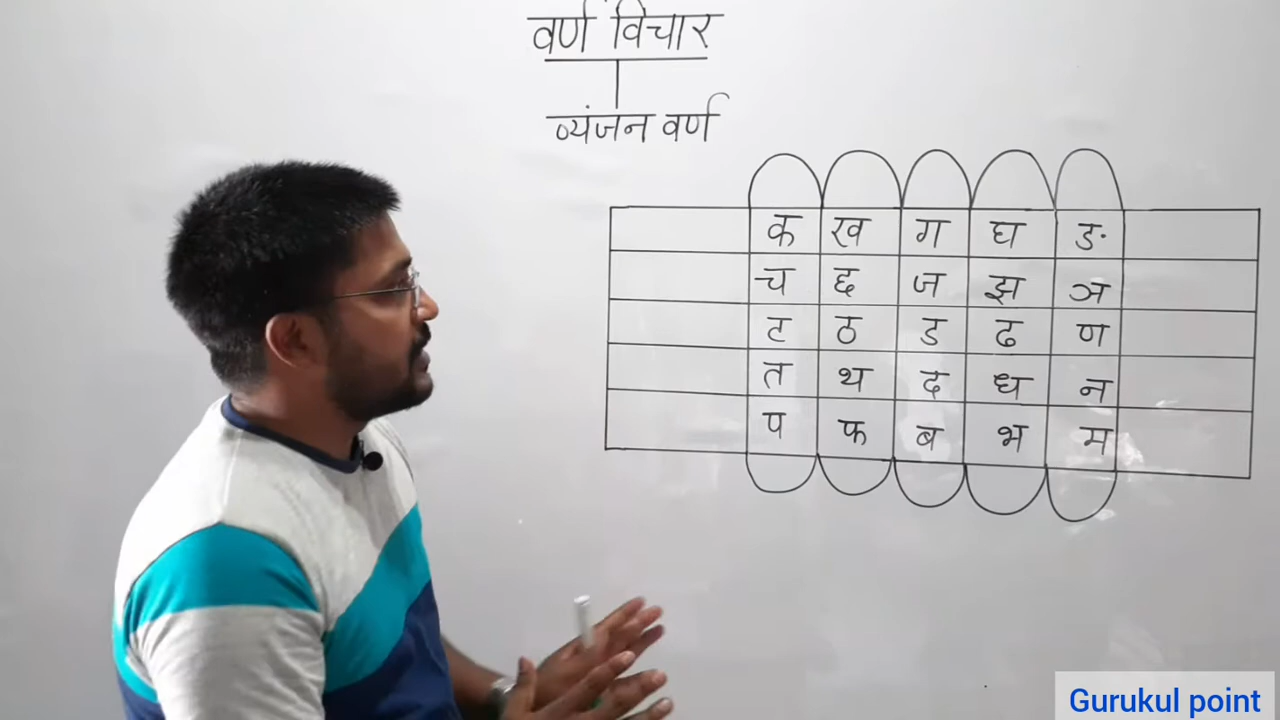 वर्ण विचार
व्यंजन वर्ण
क ख ग घ ङ
च छ ज झ ञ
ट ठ ड ढ ण
त थ द ध न
प फ ब भ म
Gurukul point